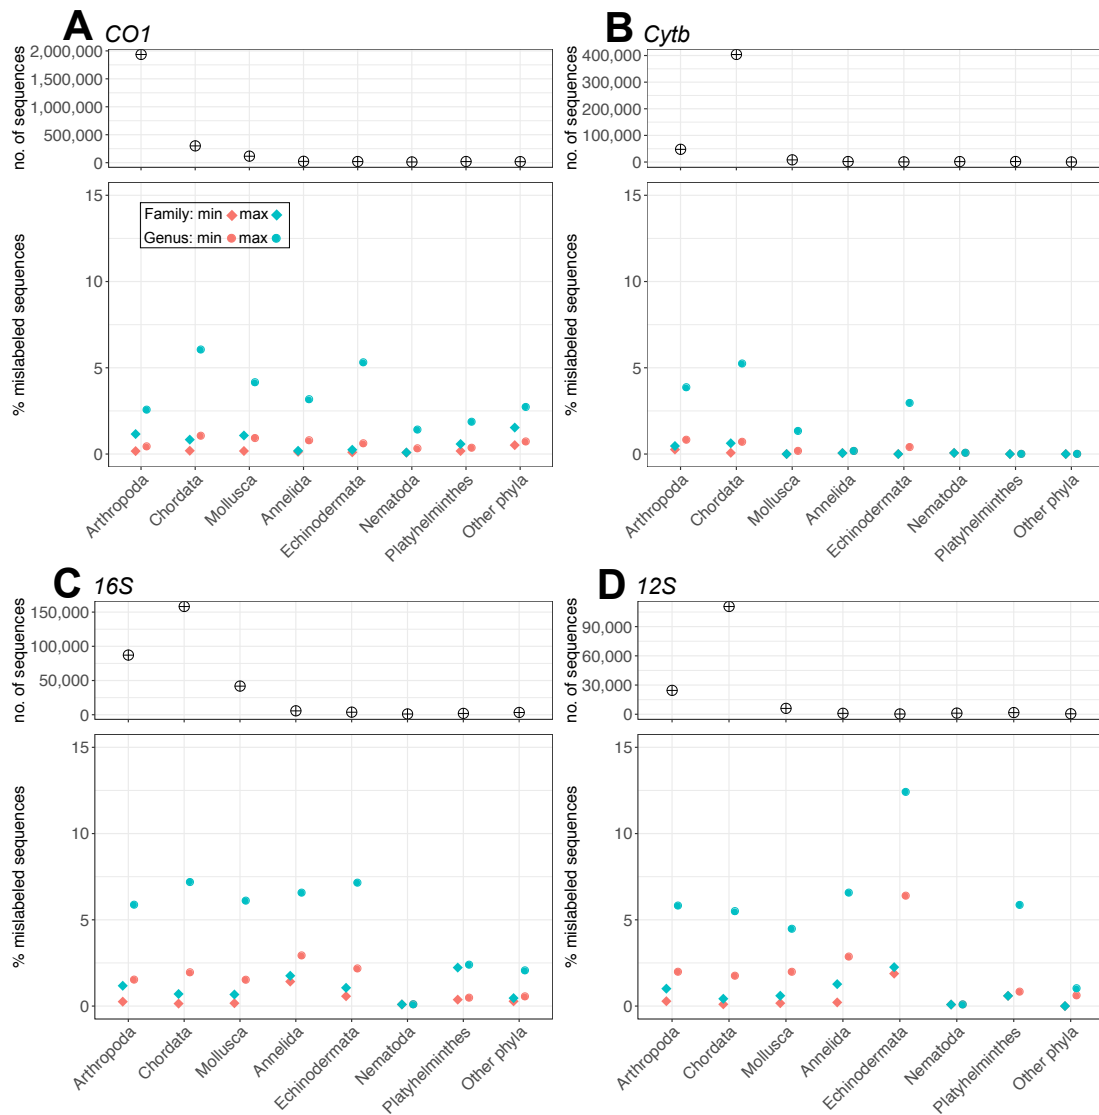 A CO1
no. of sequences
2,000,000
1,500,000
1,000,000
500,000
0
% mislabeled sequences
15
10
5
0
Family: min max
Genus: min max
Arthropoda
Chordata
Mollusca
Annelida
Echinodermata
Nematoda
Platyhelminthes
Other phyla
B Cytb
no. of sequences
400,000
300,000
200,000
100,000
0
% mislabeled sequences
15
10
5
0
Arthropoda
Chordata
Mollusca
Annelida
Echinodermata
Nematoda
Platyhelminthes
Other phyla
C 16S
no. of sequences
150,000
100,000
50,000
0
% mislabeled sequences
15
10
5
0
Arthropoda
Chordata
Mollusca
Annelida
Echinodermata
Nematoda
Platyhelminthes
Other phyla
D 12S
no. of sequences
90,000
60,000
30,000
0
% mislabeled sequences
15
10
5
0
Arthropoda
Chordata
Mollusca
Annelida
Echinodermata
Nematoda
Platyhelminthes
Other phyla